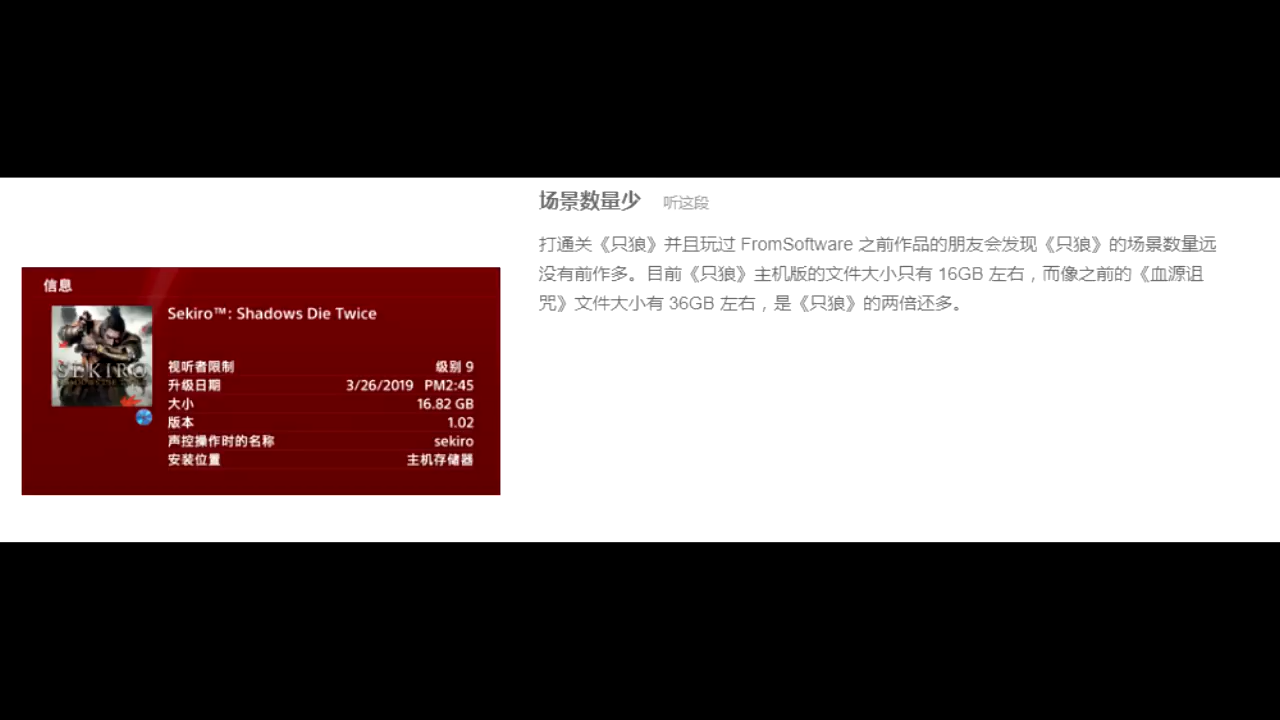 场景数量少 听这段
打通关《只狼》并且玩过 FromSoftware 之前作品的朋友会发现《只狼》的场景数量远
没有前作多。目前《只狼》主机版的文件大小只有 16GB 左右，而像之前的《血源诅
咒》文件大小有 36GB 左右，是《只狼》的两倍还多。
信息
Sekiro™: Shadows Die Twice
SEKIRO
视听者限制 级别 9
升级日期 3/26/2019 PM2:45
大小 16.82 GB
版本 1.02
声控操作时的名称 sekiro
安装位置 主机存储器